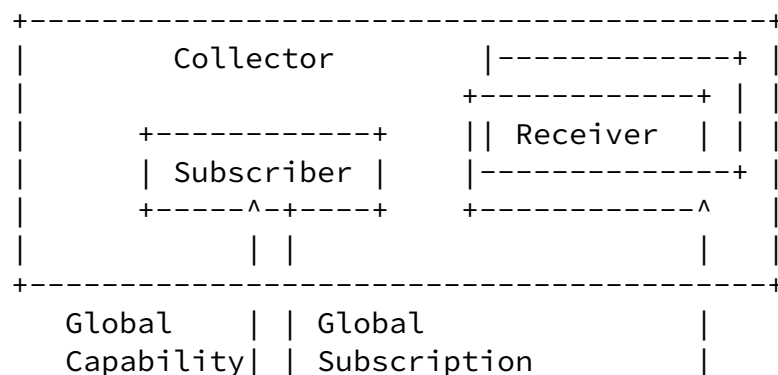 +---------------------------------------+
| Collector |-------------+ |
| +------------+ | |
| +------------+ || Receiver | | |
| | Subscriber | |--------------+ |
| +-----^-+----+ +------------^ |
| | | | |
+---------------------------------------+
Global | | Global |
Capability| | Subscription |